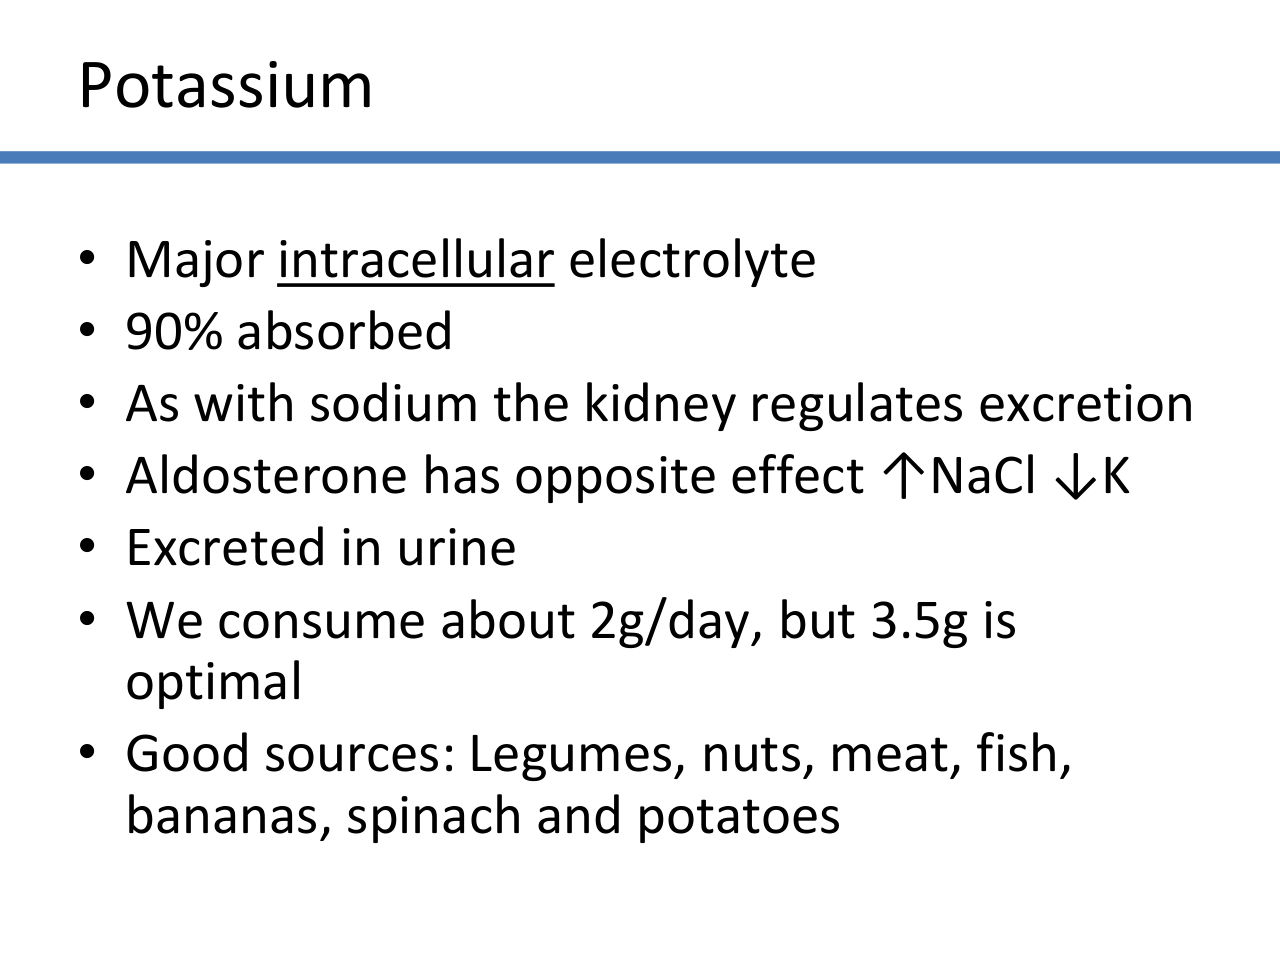 Potassium
• Major intracellular electrolyte
• 90% absorbed
• As with sodium the kidney regulates excretion
• Aldosterone has opposite effect ↑NaCl ↓K
• Excreted in urine
• We consume about 2g/day, but 3.5g is
optimal
• Good sources: Legumes, nuts, meat, fish,
bananas, spinach and potatoes